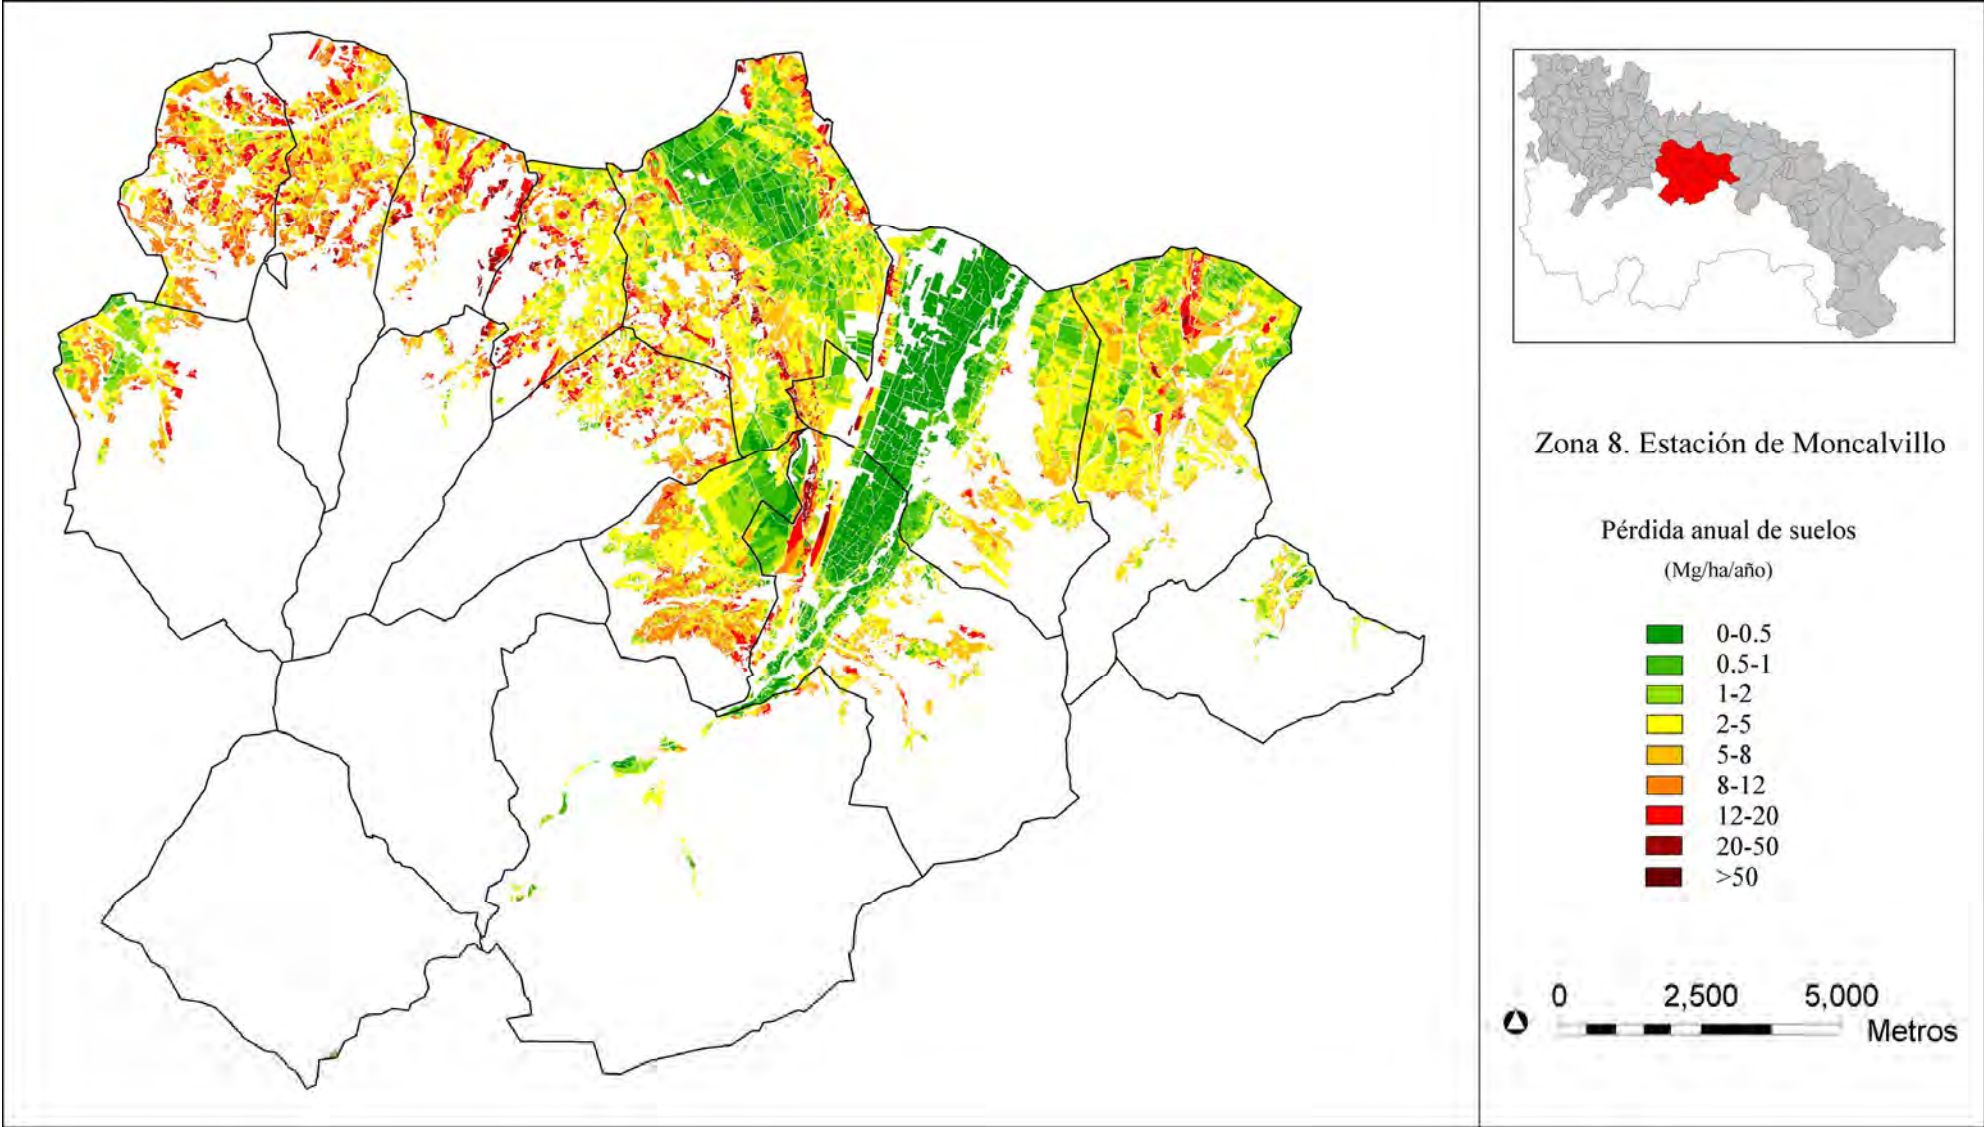 Zona 8. Estación de Moncalvillo
Pérdida anual de suelos
(Mg/ha/año)
0-0.5
0.5-1
1-2
2-5
5-8
8-12
12-20
20-50
>50
0 2,500 5,000
Metros